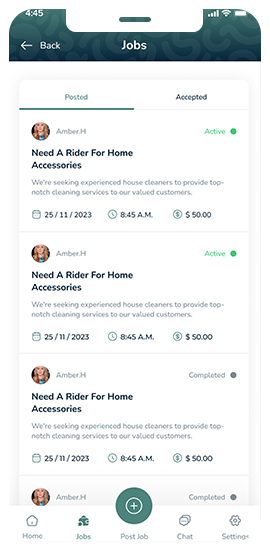 4:45
Back
Jobs
Posted
Accepted
Amber.H
Active
Need A Rider For Home
Accessories
We're seeking experienced house cleaners to provide top-
notch cleaning services to our valued customers.
25 / 11 / 2023
8:45 A.M.
$ 50.00
Amber.H
Active
Need A Rider For Home
Accessories
We're seeking experienced house cleaners to provide top-
notch cleaning services to our valued customers.
25 / 11 / 2023
8:45 A.M.
$ 50.00
Amber.H
Completed
Need A Rider For Home
Accessories
We're seeking experienced house cleaners to provide top-
notch cleaning services to our valued customers.
25 / 11 / 2023
8:45 A.M.
$ 50.00
Amber.H
Completed
Home
Jobs
Post Job
Chat
Settings